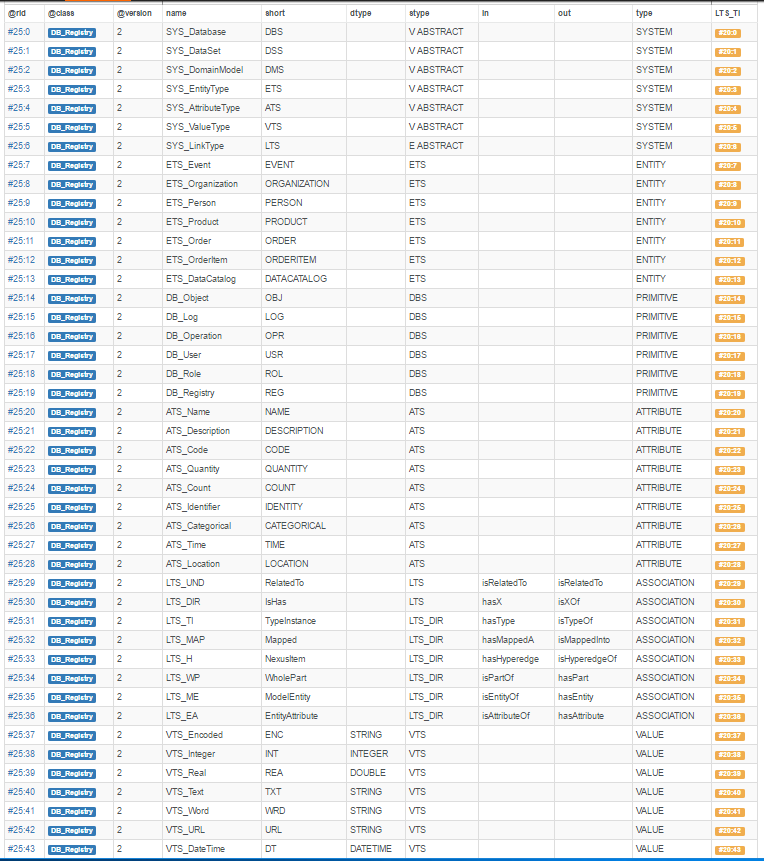 @rid @class @version name short dtype stype in out type LTS_TI
#25:0 DB_Registry 2 SYS_Database DBS V ABSTRACT SYSTEM #20:0
#25:1 DB_Registry 2 SYS_DataSet DSS V ABSTRACT SYSTEM #20:1
#25:2 DB_Registry 2 SYS_DomainModel DMS V ABSTRACT SYSTEM #20:2
#25:3 DB_Registry 2 SYS_EntityType ETS V ABSTRACT SYSTEM #20:3
#25:4 DB_Registry 2 SYS_AttributeType ATS V ABSTRACT SYSTEM #20:4
#25:5 DB_Registry 2 SYS_ValueType VTS V ABSTRACT SYSTEM #20:5
#25:6 DB_Registry 2 SYS_LinkType LTS E ABSTRACT SYSTEM #20:6
#25:7 DB_Registry 2 ETS_Event EVENT ETS ENTITY #20:7
#25:8 DB_Registry 2 ETS_Organization ORGANIZATION ETS ENTITY #20:8
#25:9 DB_Registry 2 ETS_Person PERSON ETS ENTITY #20:9
#25:10 DB_Registry 2 ETS_Product PRODUCT ETS ENTITY #20:10
#25:11 DB_Registry 2 ETS_Order ORDER ETS ENTITY #20:11
#25:12 DB_Registry 2 ETS_OrderItem ORDERITEM ETS ENTITY #20:12
#25:13 DB_Registry 2 ETS_DataCatalog DATACATALOG ETS ENTITY #20:13
#25:14 DB_Registry 2 DB_Object OBJ DBS PRIMITIVE #20:14
#25:15 DB_Registry 2 DB_Log LOG DBS PRIMITIVE #20:15
#25:16 DB_Registry 2 DB_Operation OPR DBS PRIMITIVE #20:16
#25:17 DB_Registry 2 DB_User USR DBS PRIMITIVE #20:17
#25:18 DB_Registry 2 DB_Role ROL DBS PRIMITIVE #20:18
#25:19 DB_Registry 2 DB_Registry REG DBS PRIMITIVE #20:19
#25:20 DB_Registry 2 ATS_Name NAME ATS ATTRIBUTE #20:20
#25:21 DB_Registry 2 ATS_Description DESCRIPTION ATS ATTRIBUTE #20:21
#25:22 DB_Registry 2 ATS_Code CODE ATS ATTRIBUTE #20:22
#25:23 DB_Registry 2 ATS_Quantity QUANTITY ATS ATTRIBUTE #20:23
#25:24 DB_Registry 2 ATS_Count COUNT ATS ATTRIBUTE #20:24
#25:25 DB_Registry 2 ATS_Identifier IDENTITY ATS ATTRIBUTE #20:25
#25:26 DB_Registry 2 ATS_Categorical CATEGORICAL ATS ATTRIBUTE #20:26
#25:27 DB_Registry 2 ATS_Time TIME ATS ATTRIBUTE #20:27
#25:28 DB_Registry 2 ATS_Location LOCATION ATS ATTRIBUTE #20:28
#25:29 DB_Registry 2 LTS_UND RelatedTo LTS isRelatedTo isRelatedTo ASSOCIATION #20:29
#25:30 DB_Registry 2 LTS_DIR IsHas LTS hasX isXOf ASSOCIATION #20:30
#25:31 DB_Registry 2 LTS_TI TypeInstance LTS_DIR hasType isTypeOf ASSOCIATION #20:31
#25:32 DB_Registry 2 LTS_MAP Mapped LTS_DIR hasMappedA isMappedInto ASSOCIATION #20:32
#25:33 DB_Registry 2 LTS_H NexusItem LTS_DIR hasHyperedge isHyperedgeOf ASSOCIATION #20:33
#25:34 DB_Registry 2 LTS_WP WholePart LTS_DIR isPartOf hasPart ASSOCIATION #20:34
#25:35 DB_Registry 2 LTS_ME ModelEntity LTS_DIR isEntityOf hasEntity ASSOCIATION #20:35
#25:36 DB_Registry 2 LTS_EA EntityAttribute LTS_DIR isAttributeOf hasAttribute ASSOCIATION #20:36
#25:37 DB_Registry 2 VTS_Encoded ENC STRING VTS VALUE #20:37
#25:38 DB_Registry 2 VTS_Integer INT INTEGER VTS VALUE #20:38
#25:39 DB_Registry 2 VTS_Real REA DOUBLE VTS VALUE #20:39
#25:40 DB_Registry 2 VTS_Text TXT STRING VTS VALUE #20:40
#25:41 DB_Registry 2 VTS_Word WRD STRING VTS VALUE #20:41
#25:42 DB_Registry 2 VTS_URL URL STRING VTS VALUE #20:42
#25:43 DB_Registry 2 VTS_DateTime DT DATETIME VTS VALUE #20:43